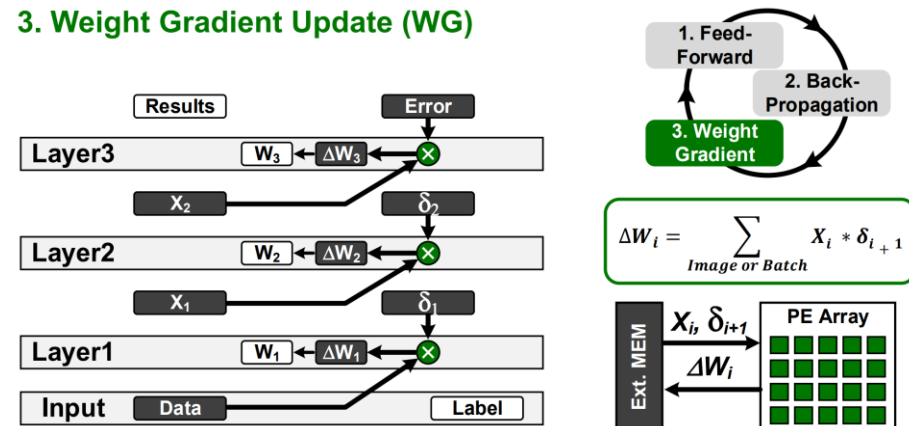 3. Weight Gradient Update (WG)
Results
Error
Layer3
W₃
ΔW₃
×
X₂
δ₂
Layer2
W₂
ΔW₂
×
X₁
δ₁
Layer1
W₁
ΔW₁
×
Input
Data
Label
1. Feed-
Forward
2. Back-
Propagation
3. Weight
Gradient
ΔWᵢ = ∑ Xᵢ * δᵢ ₊ ₁
Image or Batch
Ext. MEM
Xᵢ, δᵢ₊₁
ΔWᵢ
PE Array